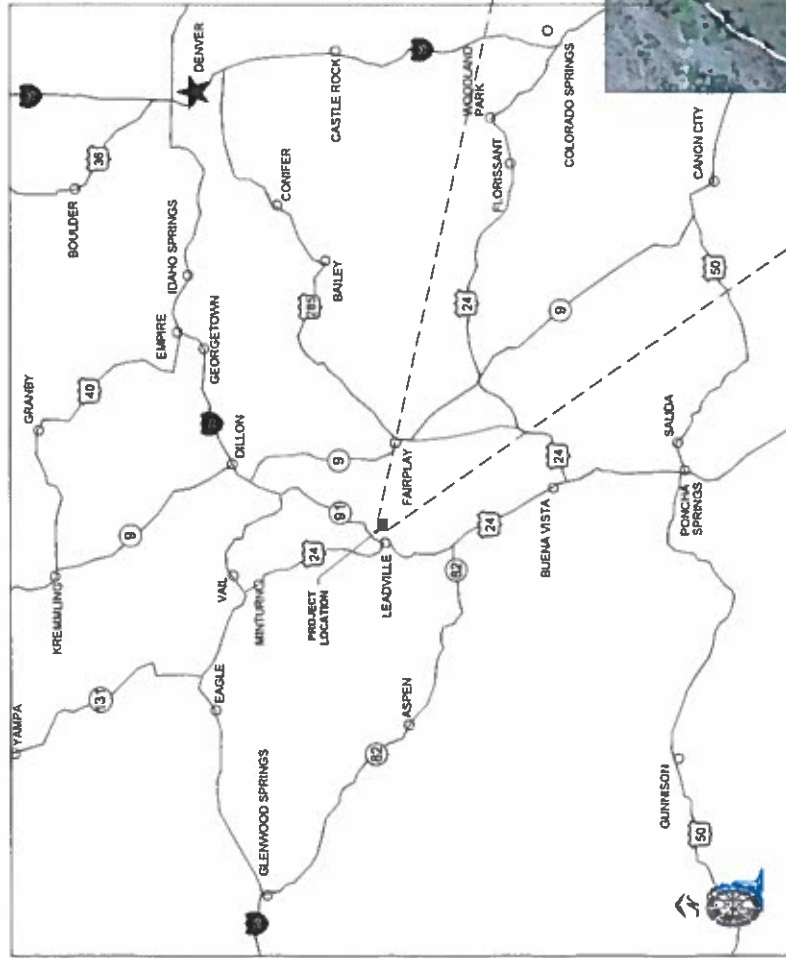 YAMPA
131
KREMMLING
9
GRANBY
40
BOULDER
36
DENVER
IDAHO SPRINGS
EMPIRE
GEORGETOWN
DILLON
VAIL
MINTURN
EAGLE
GLENWOOD SPRINGS
CONIFER
CASTLE ROCK
BAILEY
285
9
91
24
PROJECT
LOCATION
LEADVILLE
FAIRPLAY
82
ASPEN
82
24
WOODLAND
PARK
FLORISSANT
COLORADO SPRINGS
24
9
24
BUENA VISTA
CANON CITY
50
SALIDA
PONCHA
SPRINGS
GUNNISON
50
N